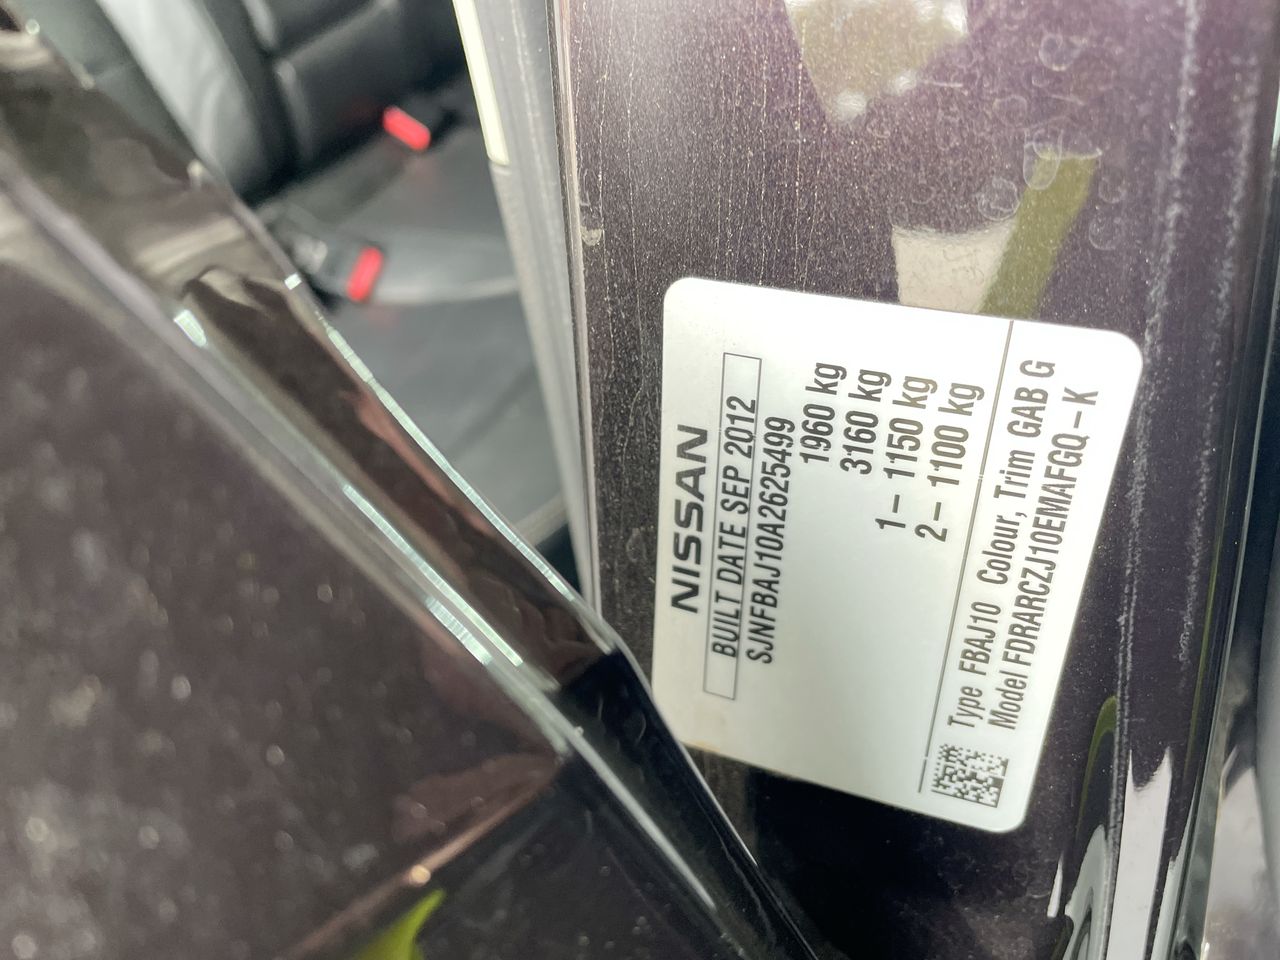 NISSAN
BUILT DATE SEP 2012
SJNFBAJ10A2625499
1960 kg
3160 kg
1– 1150 kg
2– 1100 kg
Type FBAJ10 Colour, Trim GAB G
Model FDRARCZJ10EMAFGQ–K